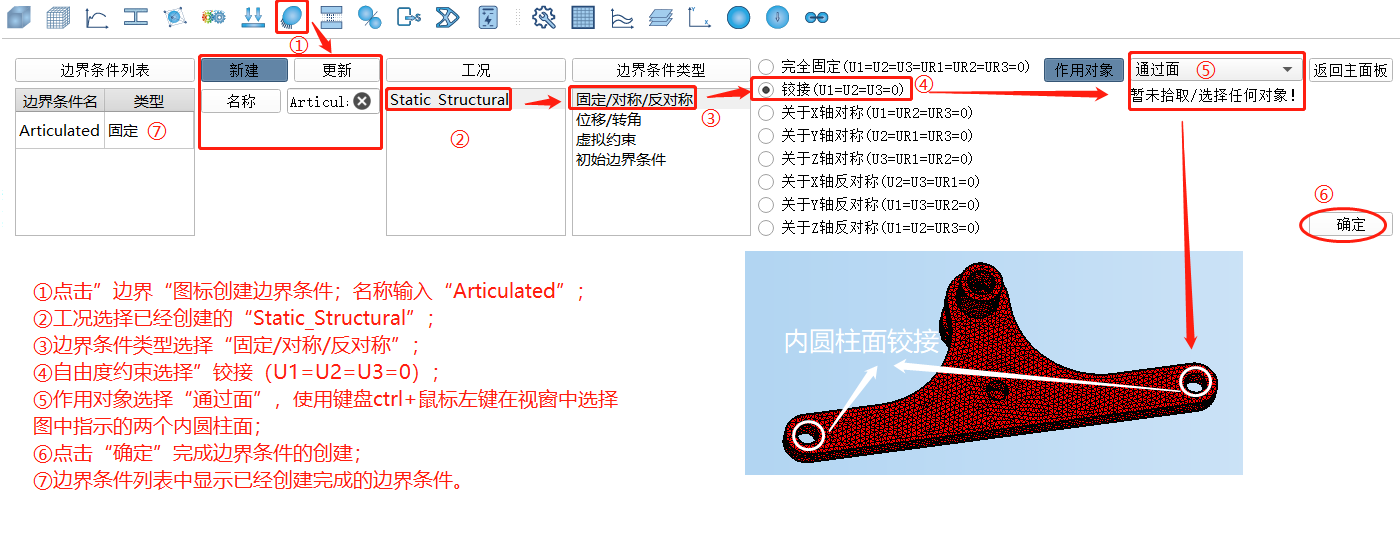 ①
边界条件列表 新建 更新 工况 边界条件类型 完全固定(U1=U2=U3=UR1=UR2=UR3=0) 作用对象 通过面 ⑤ 返回主面板
边界条件名 类型 名称 Articul Static_Structural 固定/对称/反对称 铰接(U1=U2=U3=0) ④ 暂未拾取/选择任何对象!
Articulated 固定 ⑦ ② 位移/转角 ③ 关于X轴对称(U1=UR2=UR3=0)
虚拟约束 关于Y轴对称(U2=UR1=UR3=0)
初始边界条件 关于Z轴对称(U3=UR1=UR2=0)
关于X轴反对称(U2=U3=UR1=0)
关于Y轴反对称(U1=U3=UR2=0) ⑥
关于Z轴反对称(U1=U2=UR3=0) 确定
①点击”边界“图标创建边界条件；名称输入“Articulated”；
②工况选择已经创建的“Static_Structural”；
③边界条件类型选择“固定/对称/反对称”；
④自由度约束选择”铰接（U1=U2=U3=0）；
⑤作用对象选择“通过面”，使用键盘ctrl+鼠标左键在视窗中选择
图中指示的两个内圆柱面；
⑥点击“确定”完成边界条件的创建；
⑦边界条件列表中显示已经创建完成的边界条件。
内圆柱面铰接